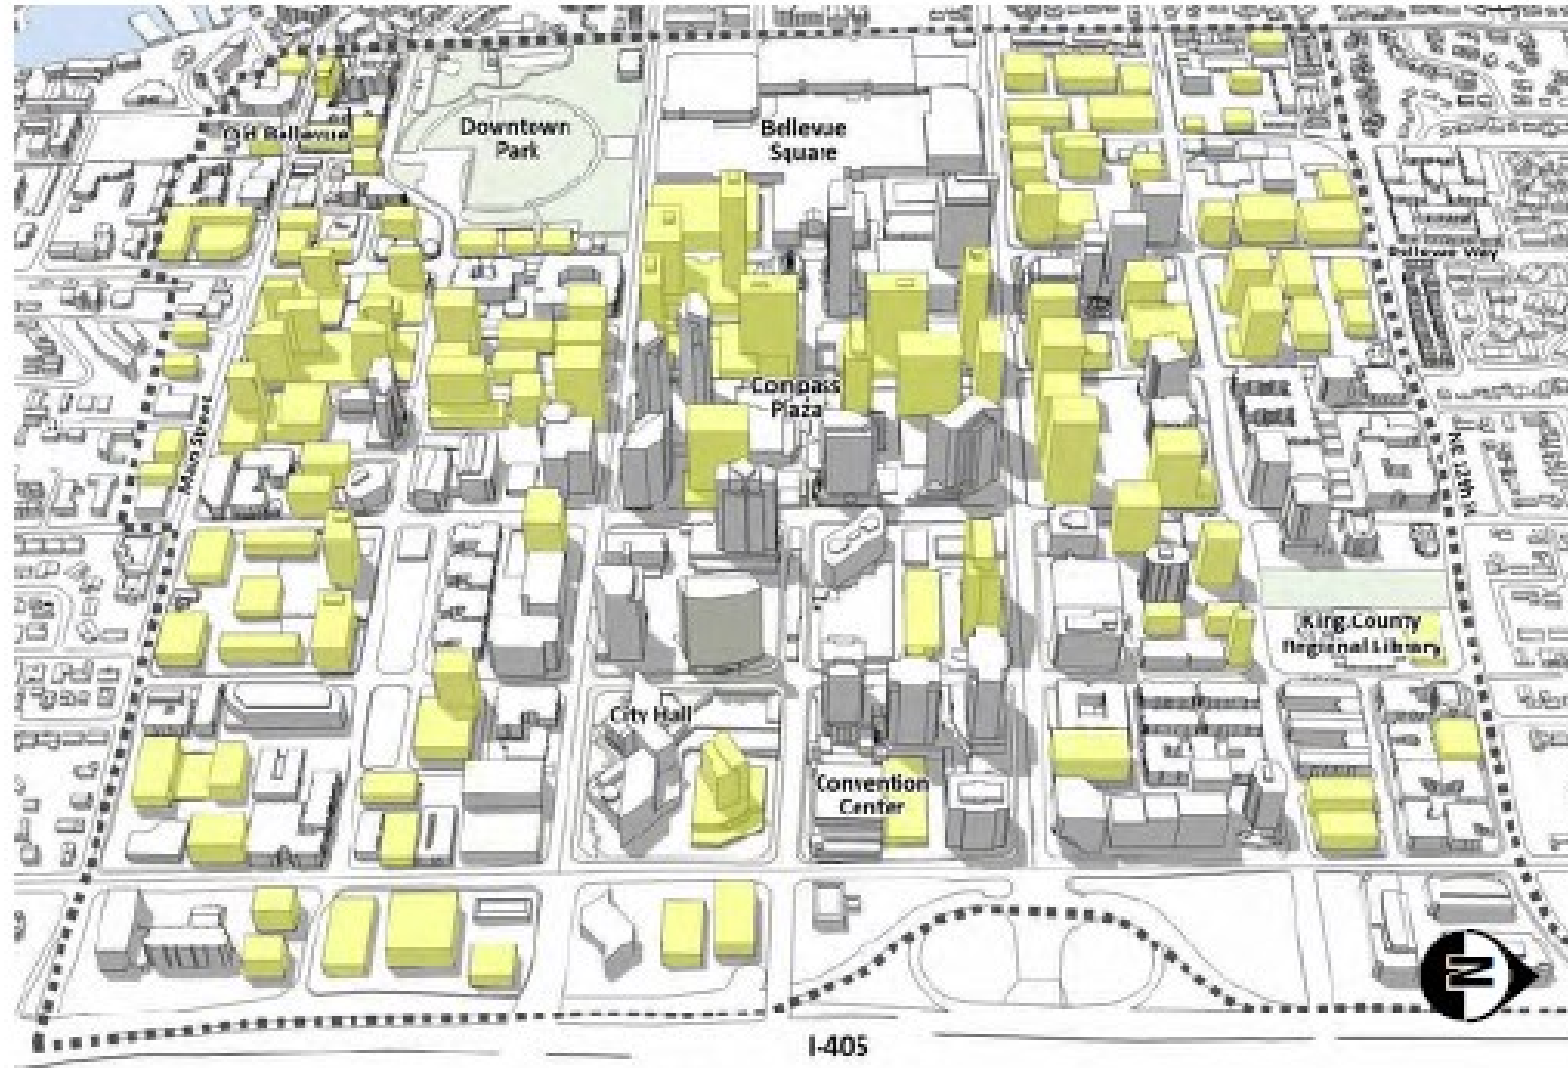 Old Bellevue
Downtown
Park
Bellevue
Square
Bellevue Way
Compass
Plaza
Main Street
NE 12th St
King County
Regional Library
City Hall
Convention
Center
N
I-405